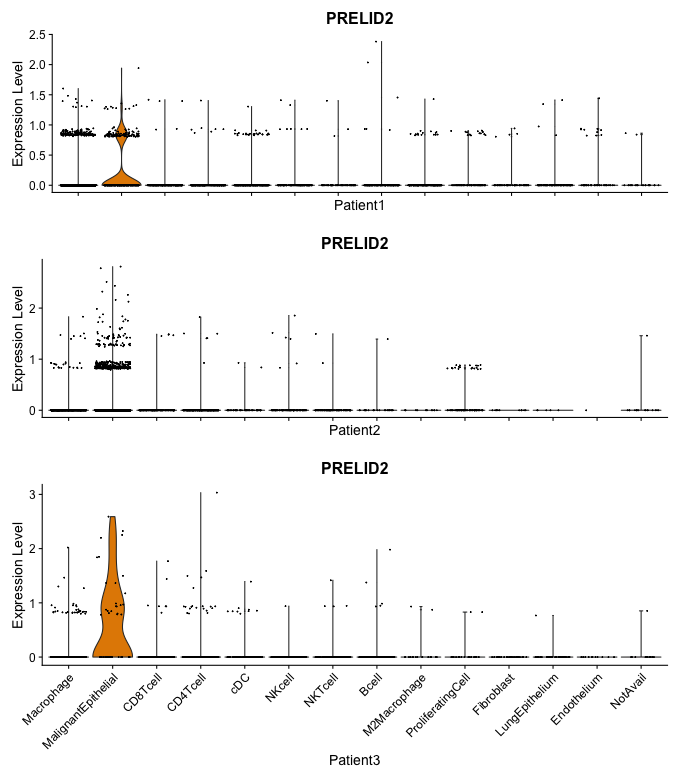 PRELID2
Expression Level
2.5
2.0
1.5
1.0
0.5
0.0
Patient1
PRELID2
Expression Level
2
1
0
Patient2
PRELID2
Expression Level
3
2
1
0
Macrophage
MalignantEpithelial
CD8Tcell
CD4Tcell
cDC
NKcell
NKTcell
Bcell
M2Macrophage
ProliferatingCell
Fibroblast
LungEpithelium
Endothelium
NotAvail
Patient3